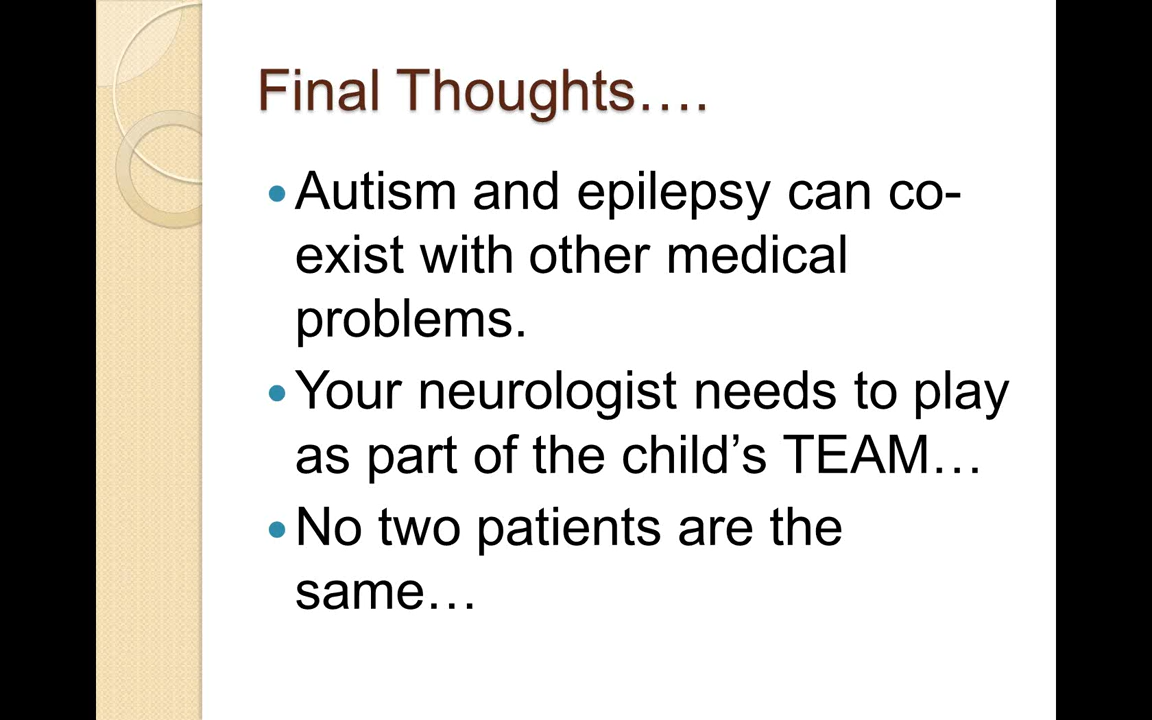 Final Thoughts….
•Autism and epilepsy can co-
exist with other medical
problems.
•Your neurologist needs to play
as part of the child’s TEAM…
•No two patients are the
same…